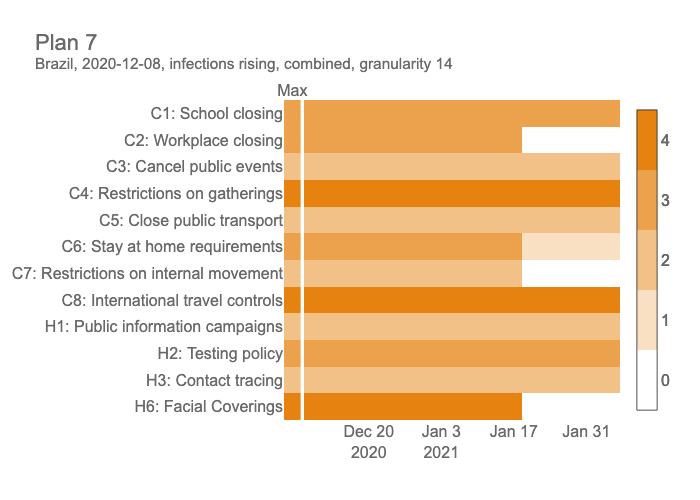 Plan 7
Brazil, 2020-12-08, infections rising, combined, granularity 14
Max
C1: School closing
C2: Workplace closing
C3: Cancel public events
C4: Restrictions on gatherings
C5: Close public transport
C6: Stay at home requirements
C7: Restrictions on internal movement
C8: International travel controls
H1: Public information campaigns
H2: Testing policy
H3: Contact tracing
H6: Facial Coverings
Dec 20 Jan 3 Jan 17 Jan 31
2020 2021
4
3
2
1
0